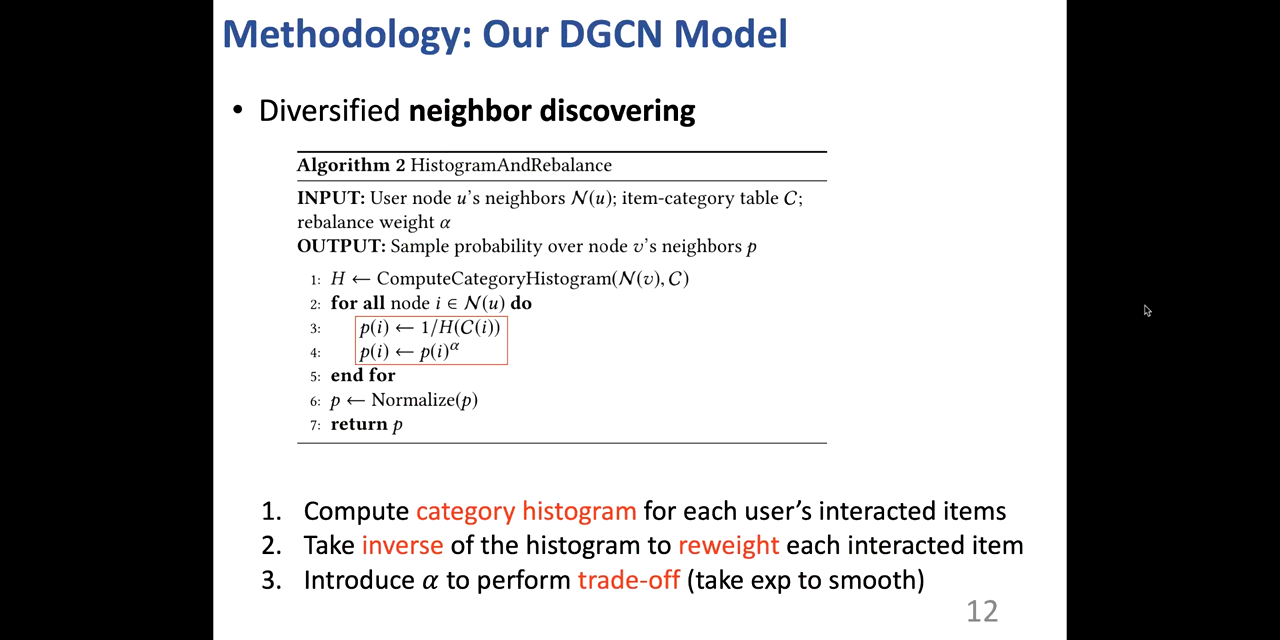 Methodology: Our DGCN Model
• Diversified neighbor discovering
Algorithm 2 HistogramAndRebalance
INPUT: User node u's neighbors 𝒩(u); item-category table C;
rebalance weight α
OUTPUT: Sample probability over node v's neighbors p
1: H ← ComputeCategoryHistogram(𝒩(v), C)
2: for all node i ∈ 𝒩(u) do
3: p(i) ← 1/H(C(i))
4: p(i) ← p(i)^α
5: end for
6: p ← Normalize(p)
7: return p
1. Compute category histogram for each user's interacted items
2. Take inverse of the histogram to reweight each interacted item
3. Introduce α to perform trade-off (take exp to smooth)
12